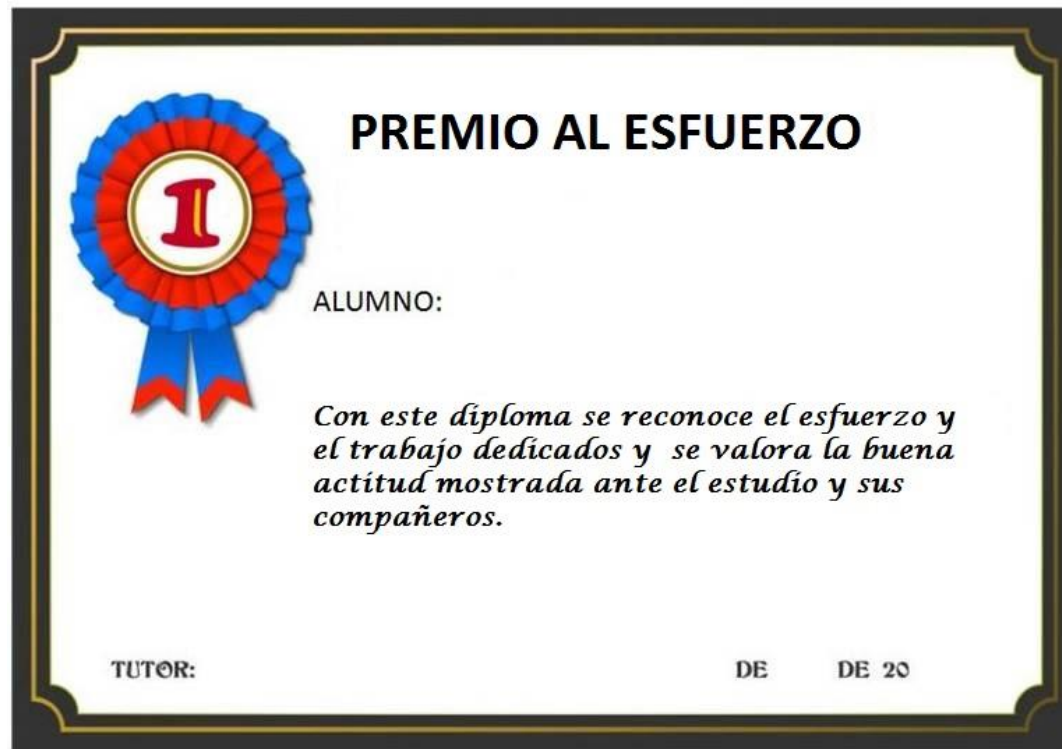 PREMIO AL ESFUERZO
1
ALUMNO:
Con este diploma se reconoce el esfuerzo y
el trabajo dedicados y se valora la buena
actitud mostrada ante el estudio y sus
compañeros.
TUTOR: DE DE 20